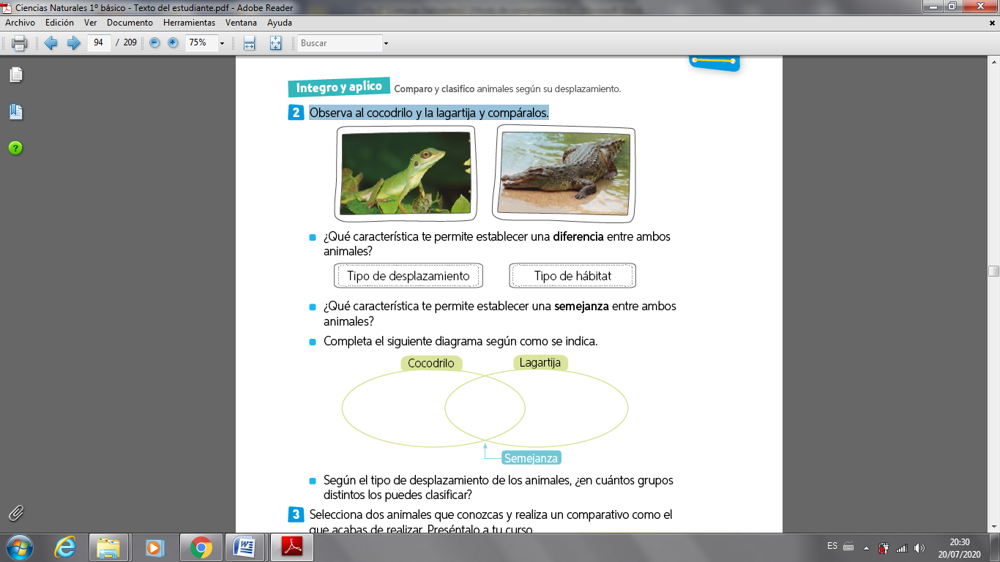 Ciencias Naturales 1º básico - Texto del estudiante.pdf - Adobe Reader
Archivo Edición Ver Documento Herramientas Ventana Ayuda
94 / 209 75% Buscar
Integro y aplico Comparo y clasifico animales según su desplazamiento.
2 Observa al cocodrilo y la lagartija y compáralos.
¿Qué característica te permite establecer una diferencia entre ambos
animales?
Tipo de desplazamiento Tipo de hábitat
¿Qué característica te permite establecer una semejanza entre ambos
animales?
Completa el siguiente diagrama según como se indica.
Cocodrilo Lagartija
Semejanza
Según el tipo de desplazamiento de los animales, ¿en cuántos grupos
distintos los puedes clasificar?
3 Selecciona dos animales que conozcas y realiza un comparativo como el
que acabas de realizar. Preséntalo a tu curso.
ES 20:30
20/07/2020